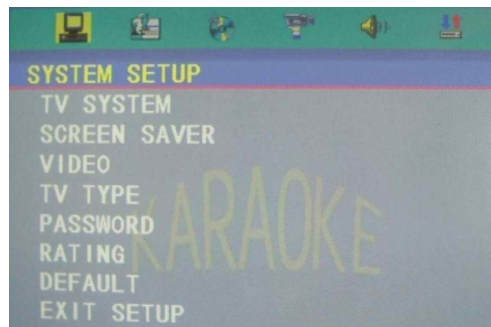 SYSTEM SETUP
TV SYSTEM
SCREEN SAVER
VIDEO
TV TYPE
PASSWORD
RATING
DEFAULT
EXIT SETUP
KARAOKE